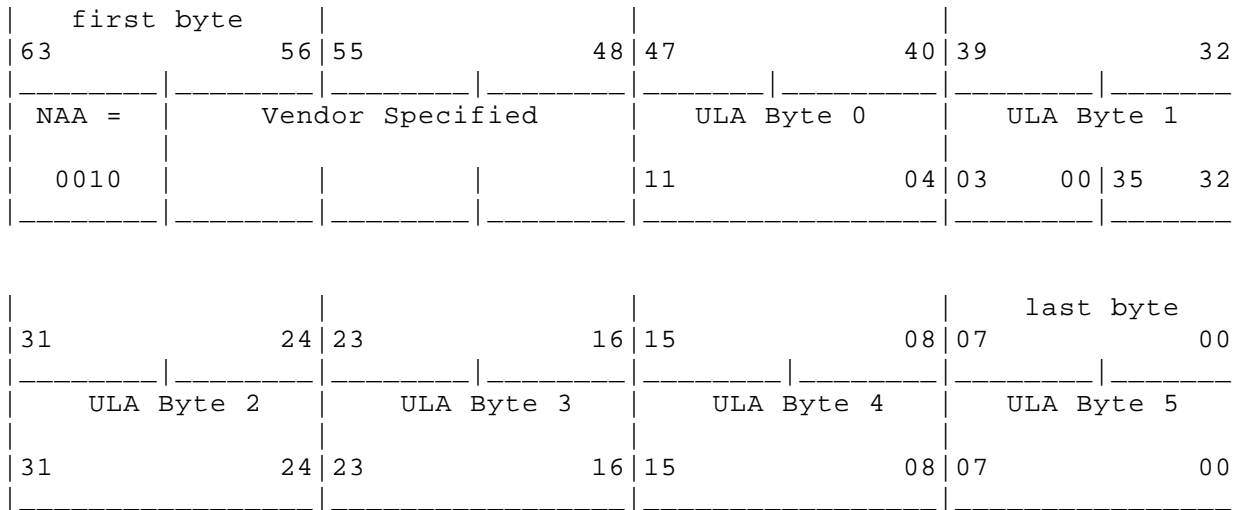 first byte
63 56 55 48 47 40 39 32
NAA = Vendor Specified ULA Byte 0 ULA Byte 1
0010 11 04 03 00 35 32
last byte
31 24 23 16 15 08 07 00
ULA Byte 2 ULA Byte 3 ULA Byte 4 ULA Byte 5
31 24 23 16 15 08 07 00